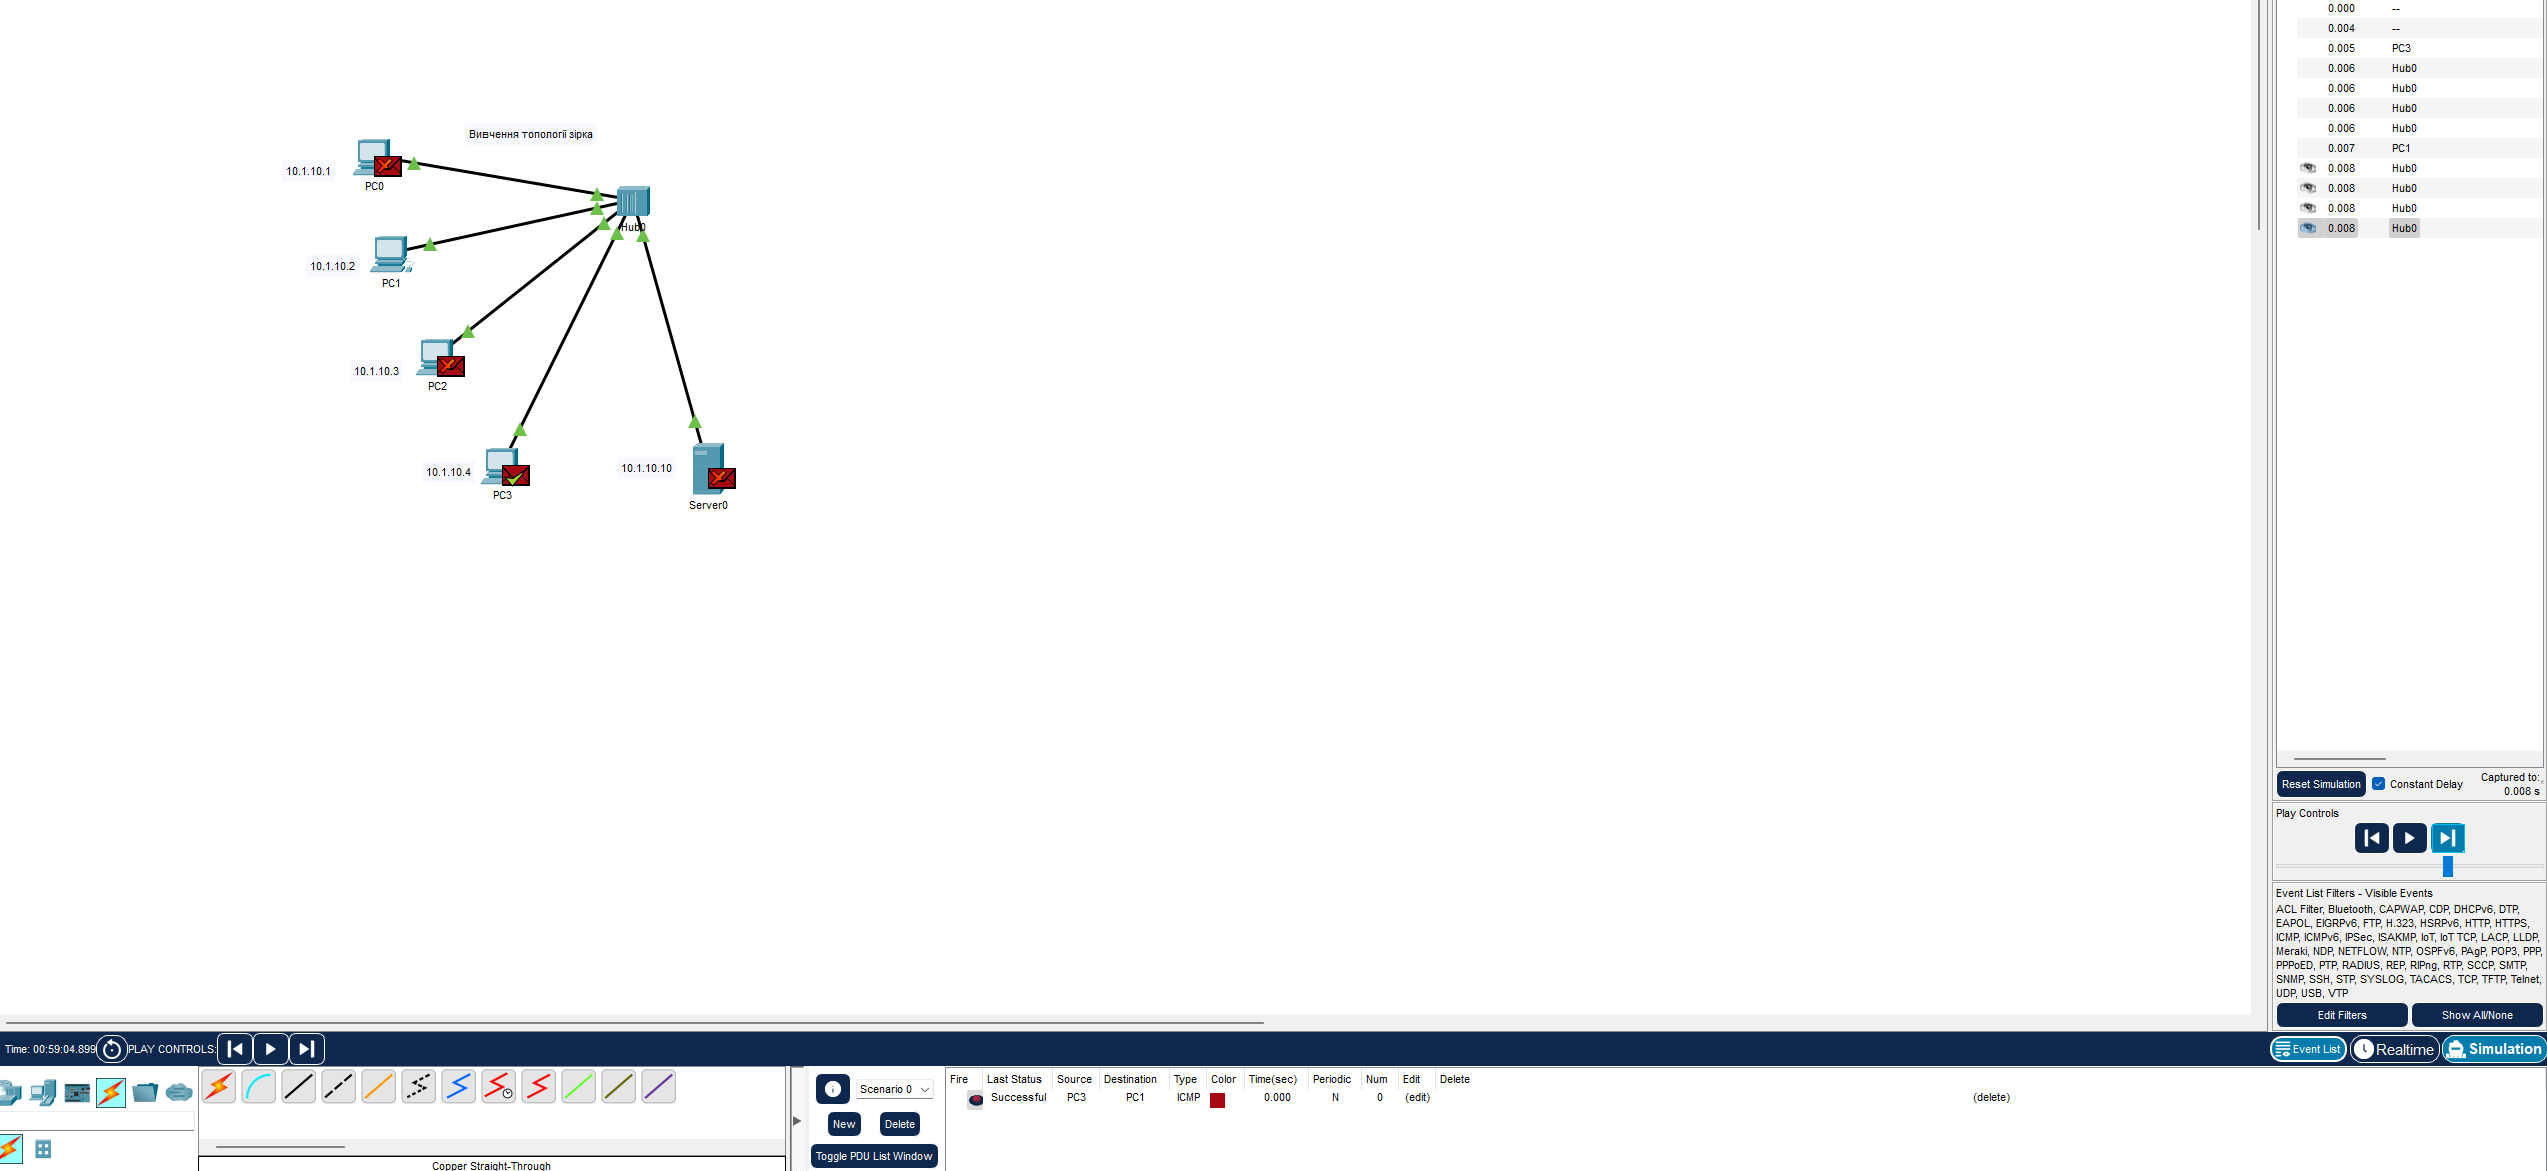 Вивчення топології зірка
10.1.10.1
PC0
Hub0
10.1.10.2
PC1
10.1.10.3
PC2
10.1.10.4
PC3
10.1.10.10
Server0
0.000 --
0.004 --
0.005 PC3
0.006 Hub0
0.006 Hub0
0.006 Hub0
0.006 Hub0
0.007 PC1
0.008 Hub0
0.008 Hub0
0.008 Hub0
0.008 Hub0
Reset Simulation Constant Delay Captured to:
0.008 s
Play Controls
Event List Filters - Visible Events
ACL Filter, Bluetooth, CAPWAP, CDP, DHCPv6, DTP,
EAPOL, EIGRPv6, FTP, H.323, HSRPv6, HTTP, HTTPS,
ICMP, ICMPv6, IPSec, ISAKMP, IoT, IoT TCP, LACP, LLDP,
Meraki, NDP, NETFLOW, NTP, OSPFv6, PAgP, POP3, PPP,
PPPoED, PTP, RADIUS, REP, RIPng, RTP, SCCP, SMTP,
SNMP, SSH, STP, SYSLOG, TACACS, TCP, TFTP, Telnet,
UDP, USB, VTP
Edit Filters Show All/None
Time: 00:59:04.899 PLAY CONTROLS:
Event List Realtime Simulation
Scenario 0
New Delete
Toggle PDU List Window
Fire Last Status Source Destination Type Color Time(sec) Periodic Num Edit Delete
Successful PC3 PC1 ICMP 0.000 N 0 (edit) (delete)
Copper Straight-Through